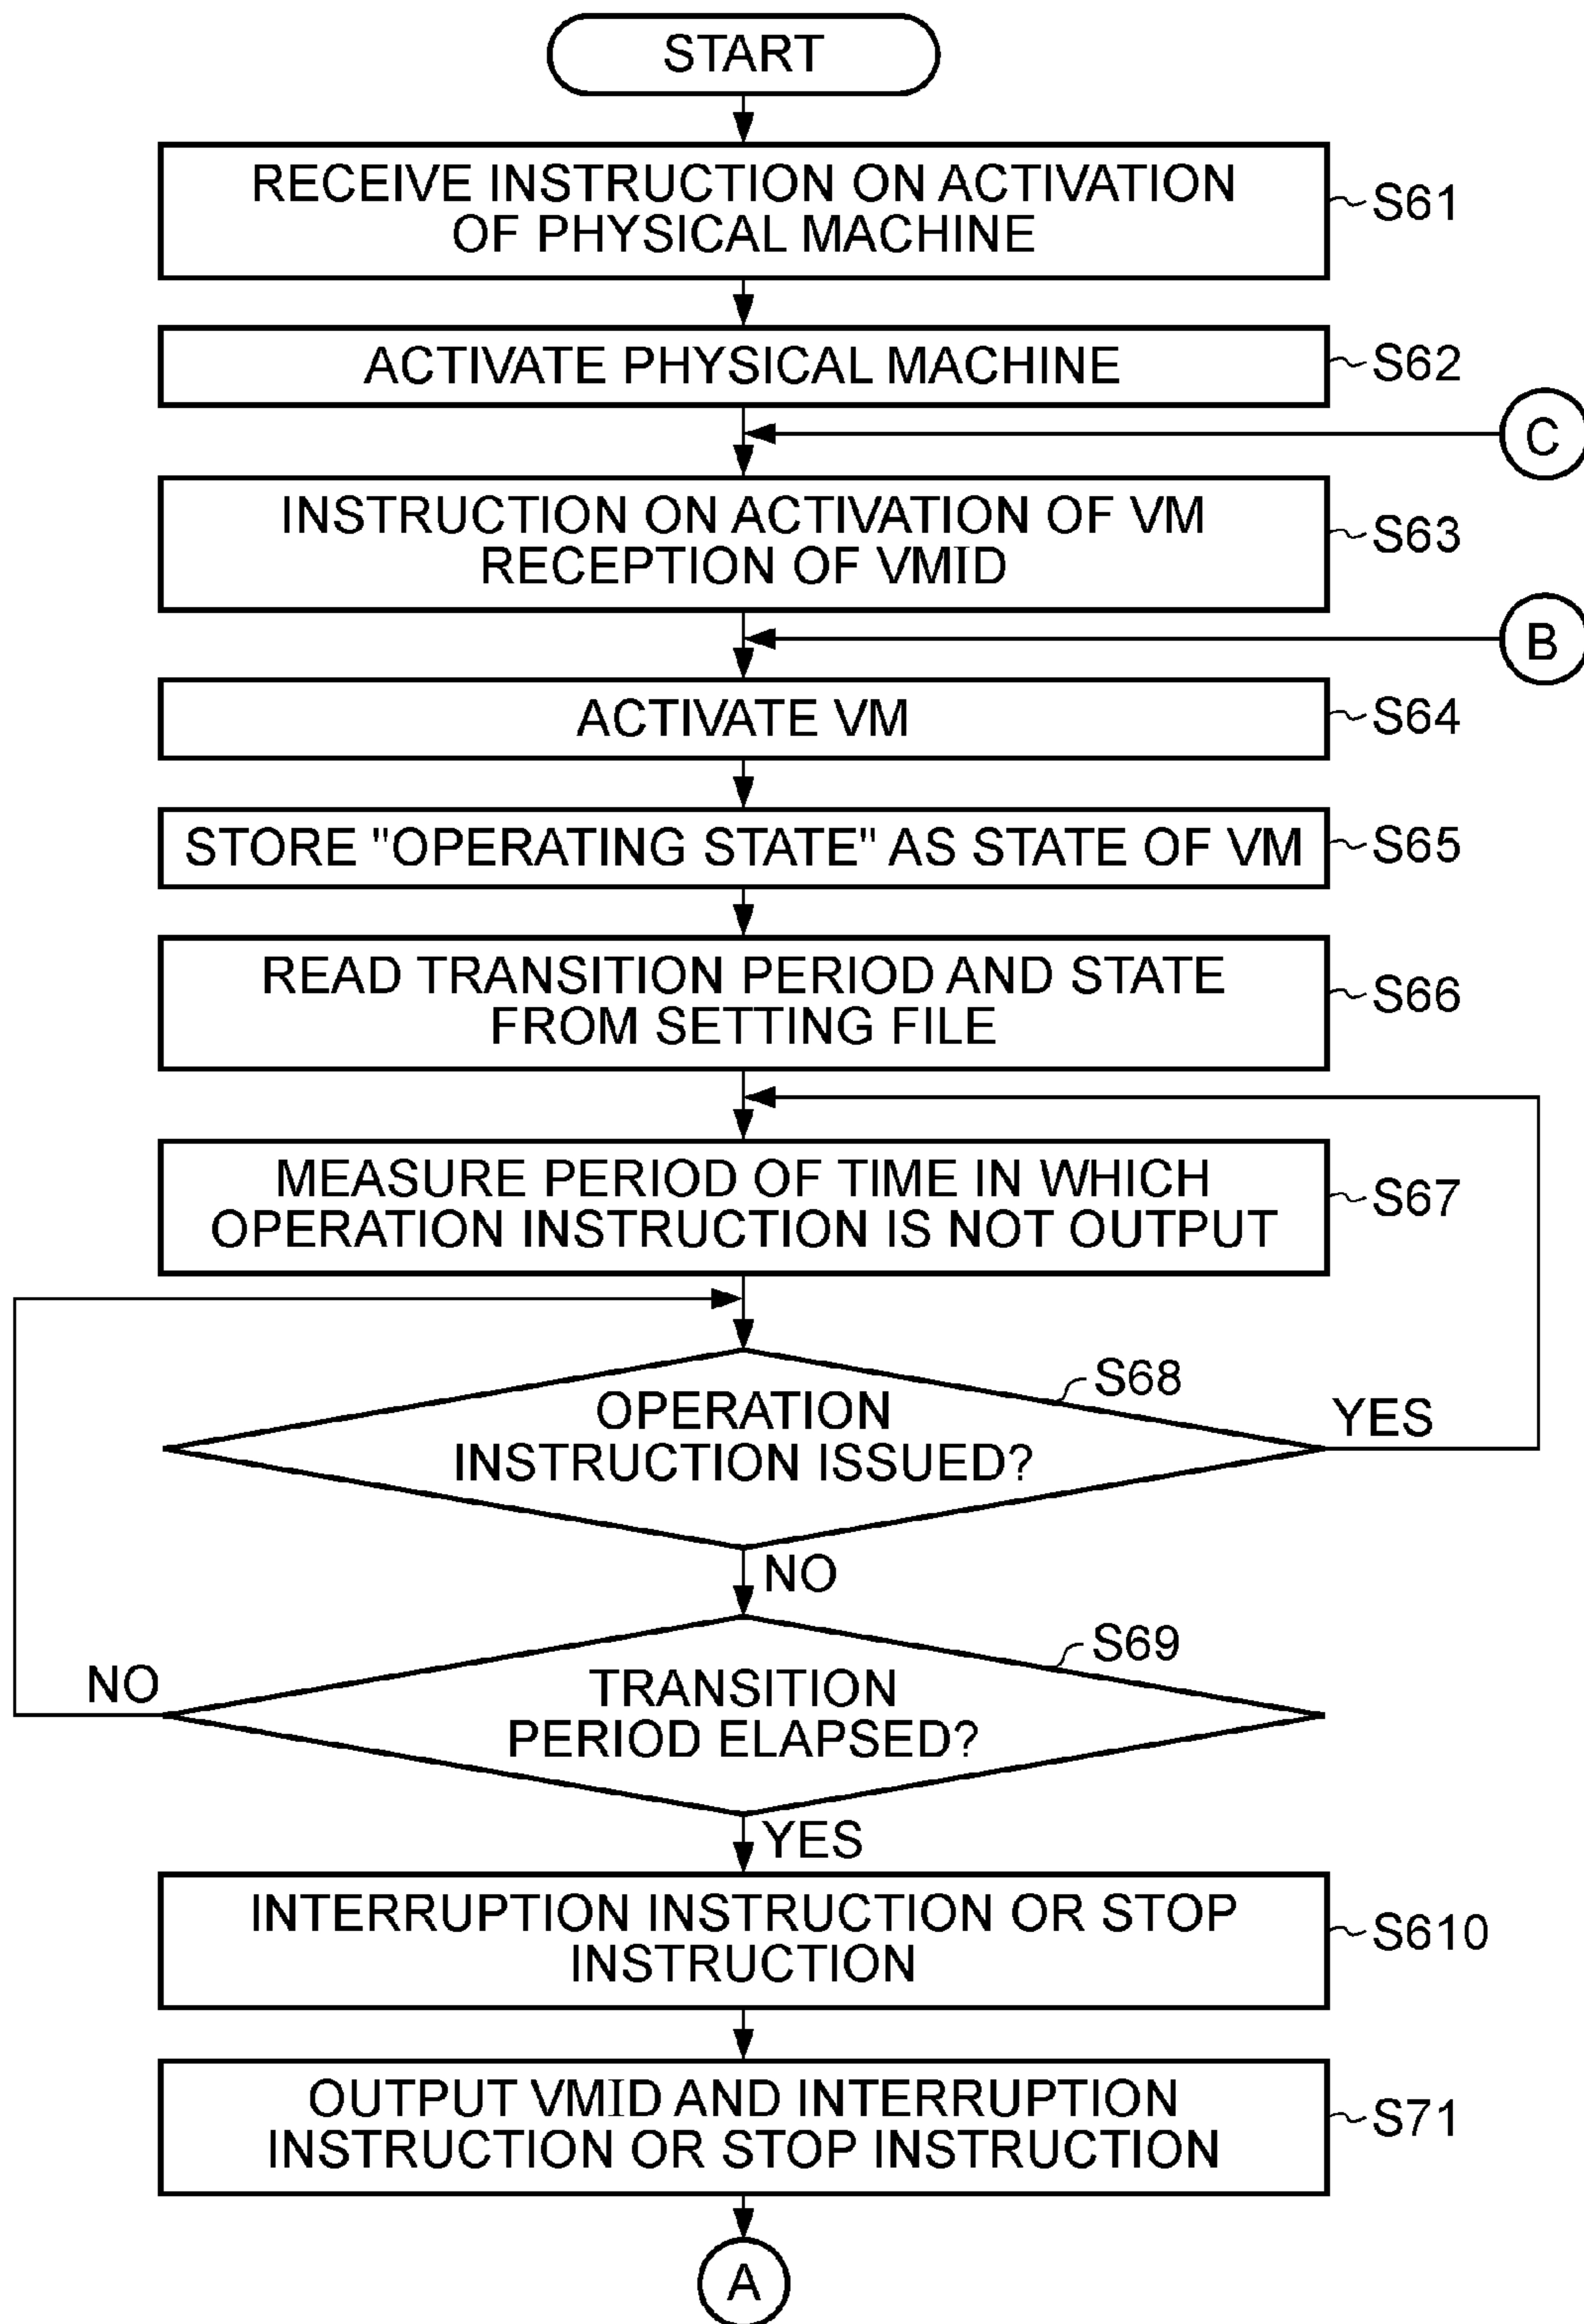 START
RECEIVE INSTRUCTION ON ACTIVATION
OF PHYSICAL MACHINE
S61
ACTIVATE PHYSICAL MACHINE
S62
C
INSTRUCTION ON ACTIVATION OF VM
RECEPTION OF VMID
S63
B
ACTIVATE VM
S64
STORE "OPERATING STATE" AS STATE OF VM
S65
READ TRANSITION PERIOD AND STATE
FROM SETTING FILE
S66
MEASURE PERIOD OF TIME IN WHICH
OPERATION INSTRUCTION IS NOT OUTPUT
S67
S68
OPERATION
INSTRUCTION ISSUED?
YES
NO
S69
TRANSITION
PERIOD ELAPSED?
NO
YES
INTERRUPTION INSTRUCTION OR STOP
INSTRUCTION
S610
OUTPUT VMID AND INTERRUPTION
INSTRUCTION OR STOP INSTRUCTION
S71
A